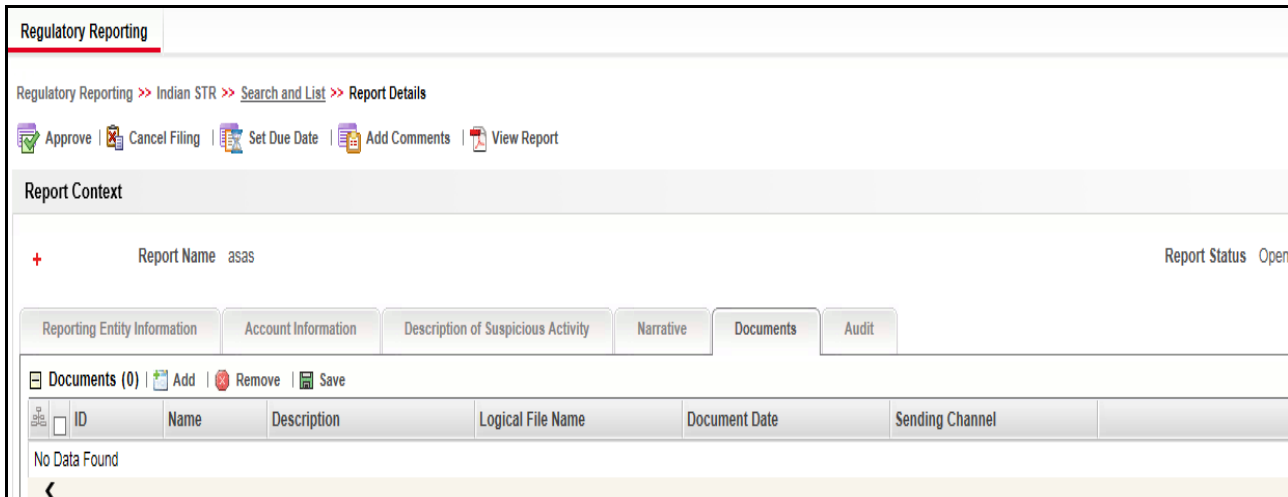 Regulatory Reporting
Regulatory Reporting >> Indian STR >> Search and List >> Report Details
Approve | Cancel Filing | Set Due Date | Add Comments | View Report
Report Context
+ Report Name asas Report Status Open
Reporting Entity Information Account Information Description of Suspicious Activity Narrative Documents Audit
Documents (0) | Add | Remove | Save
ID Name Description Logical File Name Document Date Sending Channel
No Data Found